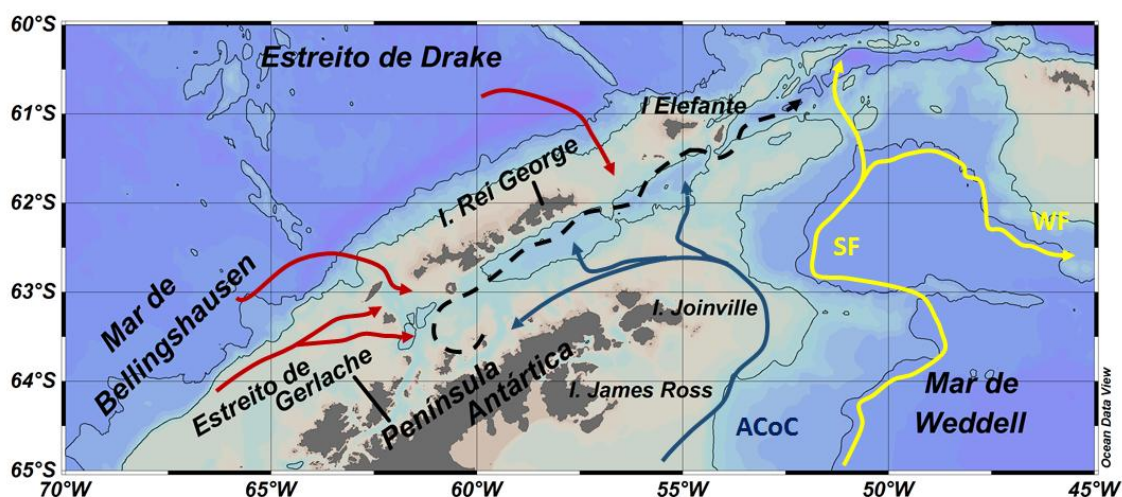 60°S
61°S
62°S
63°S
64°S
65°S
70°W
65°W
60°W
55°W
50°W
45°W
Estreito de Drake
I Elefante
I. Rei George
Mar de
Bellingshausen
Estreito de
Gerlache
Península
Antártica
I. Joinville
I. James Ross
ACoC
SF
WF
Mar de
Weddell
Ocean Data View